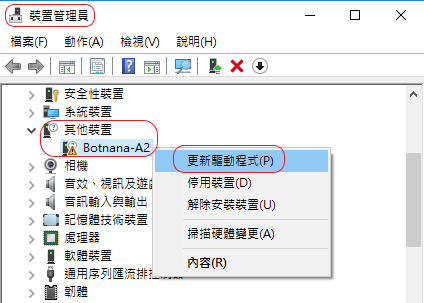 裝置管理員
檔案(F) 動作(A) 檢視(V) 說明(H)
安全性裝置
系統裝置
其他裝置
Botnana-A2
更新驅動程式(P)
相機
停用裝置(D)
音效、視訊及遊
解除安裝裝置(U)
音訊輸入與輸出
記憶體技術裝置
掃描硬體變更(A)
處理器
軟體裝置
內容(R)
通用序列匯流排控
韌體